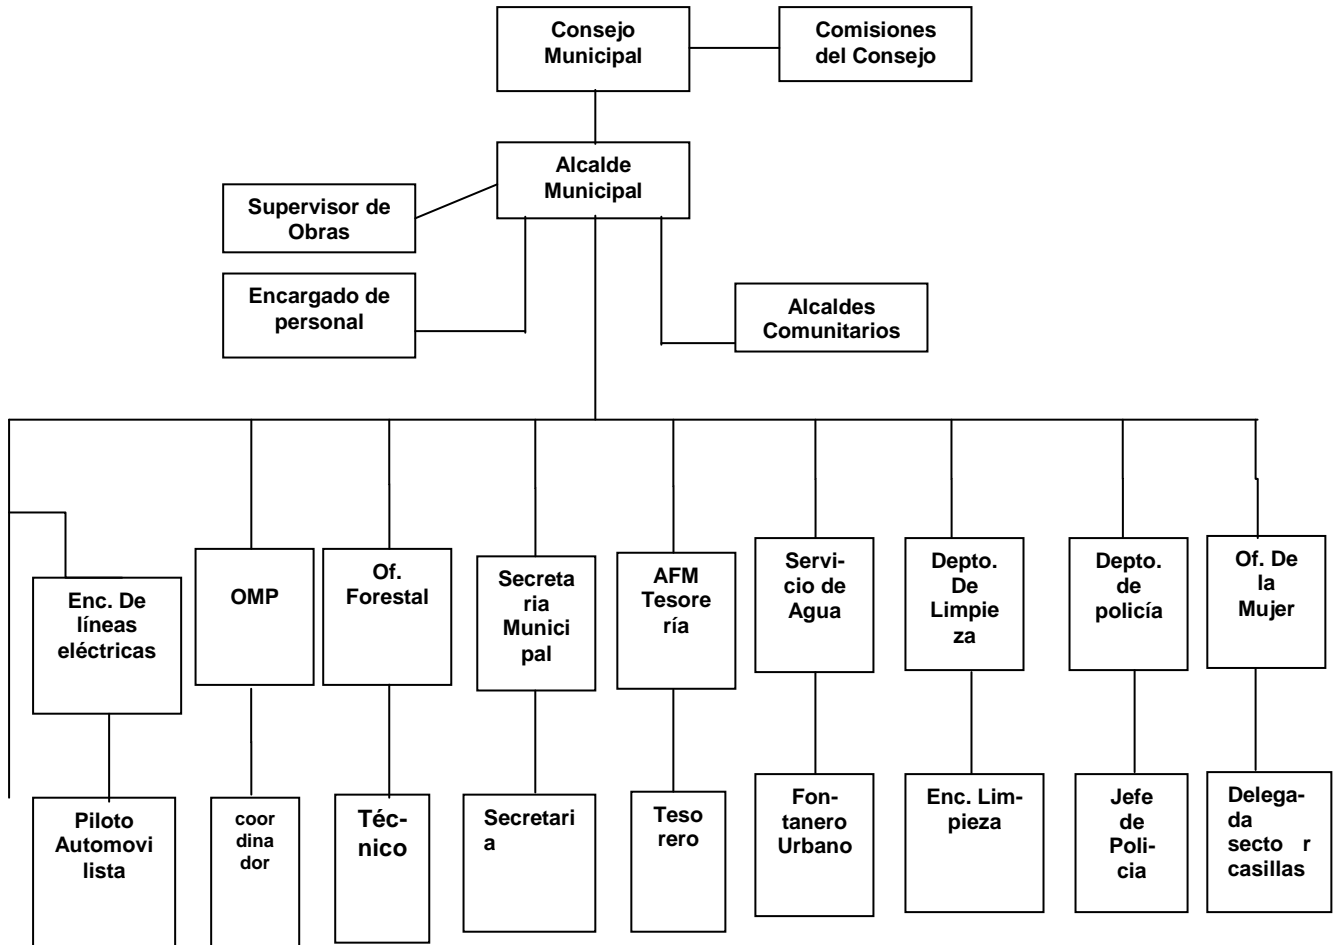 Consejo
Municipal
Comisiones
del Consejo
Alcalde
Municipal
Supervisor de
Obras
Encargado de
personal
Alcaldes
Comunitarios
Enc. De
líneas
eléctricas
OMP
Of.
Forestal
Secreta
ria
Munici
pal
AFM
Tesore
ría
Servi-
cio de
Agua
Depto.
De
Limpie
za
Depto.
de
policía
Of. De
la
Mujer
Piloto
Automovi
lista
coor
dina
dor
Téc-
nico
Secretari
a
Teso
rero
Fon-
tanero
Urbano
Enc. Lim-
pieza
Jefe
de
Poli-
cia
Delega-
da
secto r
casillas